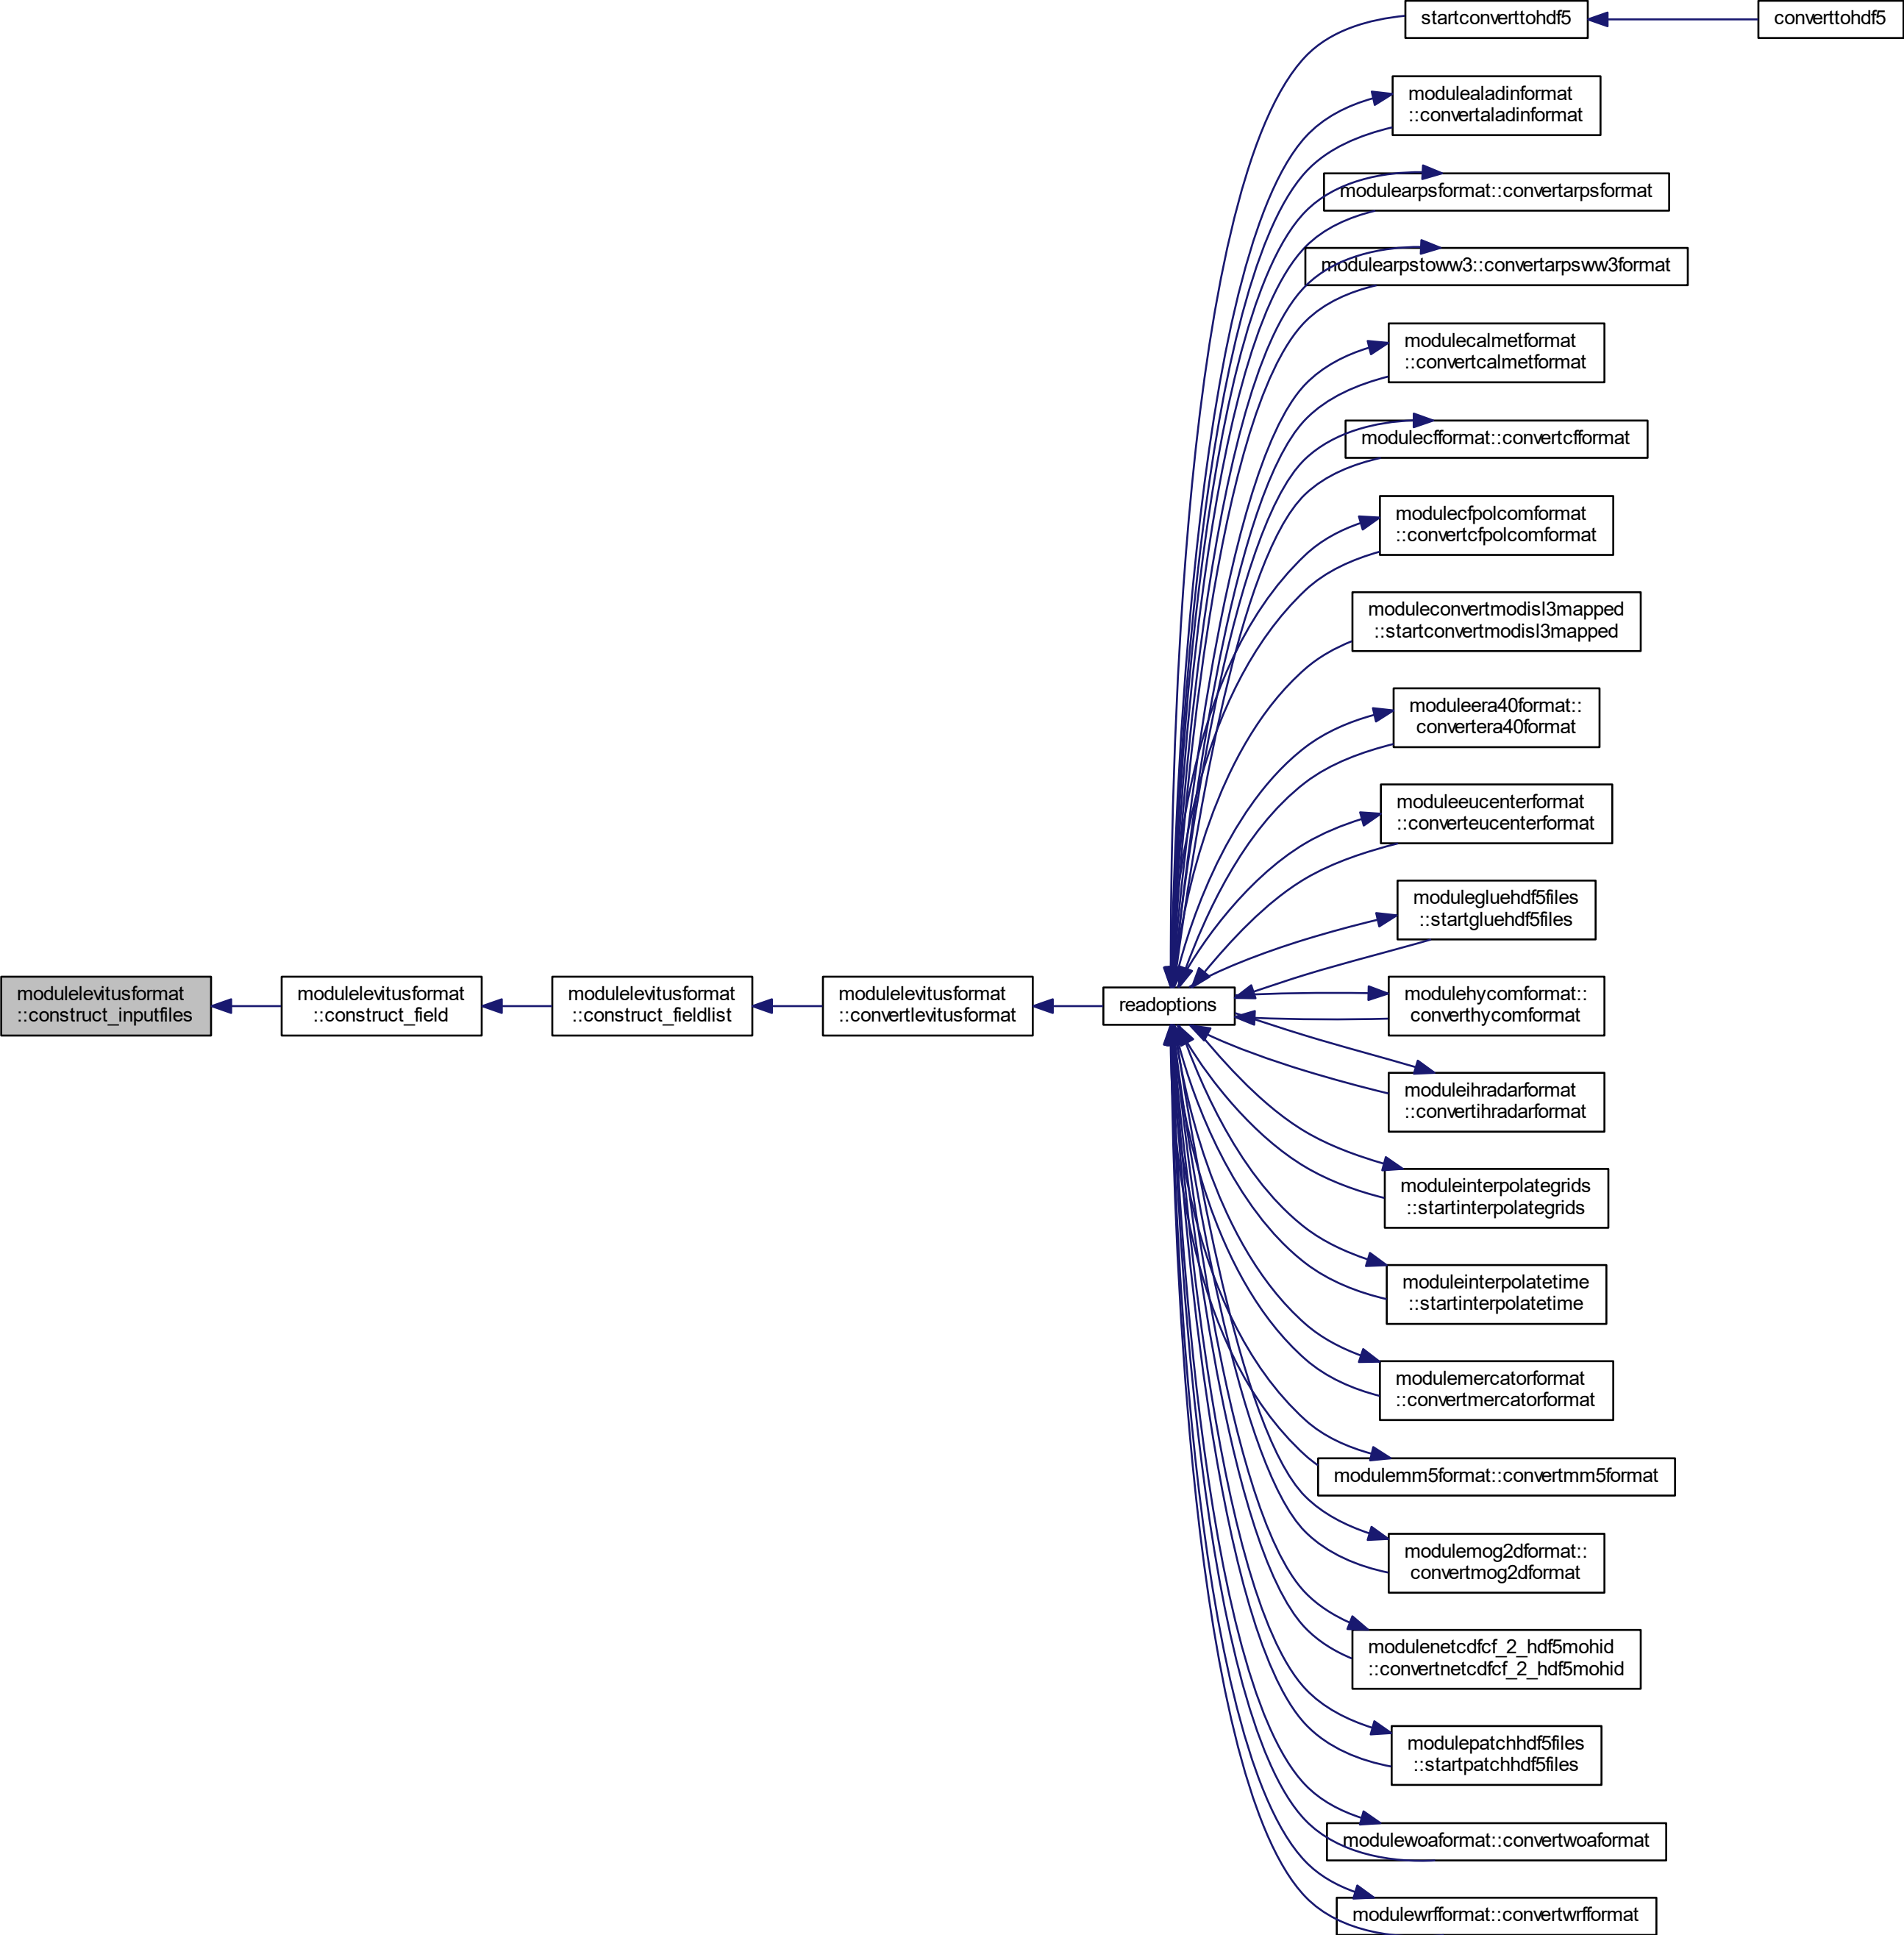 startconverttohdf5
converttohdf5
modulealadinformat
::convertaladinformat
modulearpsformat::convertarpsformat
modulearpstoww3::convertarpsww3format
modulecalmetformat
::convertcalmetformat
modulecfformat::convertcfformat
modulecfpolcomformat
::convertcfpolcomformat
moduleconvertmodisl3mapped
::startconvertmodisl3mapped
moduleera40format::
convertera40format
moduleeucenterformat
::converteucenterformat
modulegluehdf5files
::startgluehdf5files
modulelevitusformat
::construct_inputfiles
modulelevitusformat
::construct_field
modulelevitusformat
::construct_fieldlist
modulelevitusformat
::convertlevitusformat
readoptions
modulehycomformat::
converthycomformat
moduleihradarformat
::convertihradarformat
moduleinterpolategrids
::startinterpolategrids
moduleinterpolatetime
::startinterpolatetime
modulemercatorformat
::convertmercatorformat
modulemm5format::convertmm5format
modulemog2dformat::
convertmog2dformat
modulenetcdfcf_2_hdf5mohid
::convertnetcdfcf_2_hdf5mohid
modulepatchhdf5files
::startpatchhdf5files
modulewoaformat::convertwoaformat
modulewrfformat::convertwrfformat